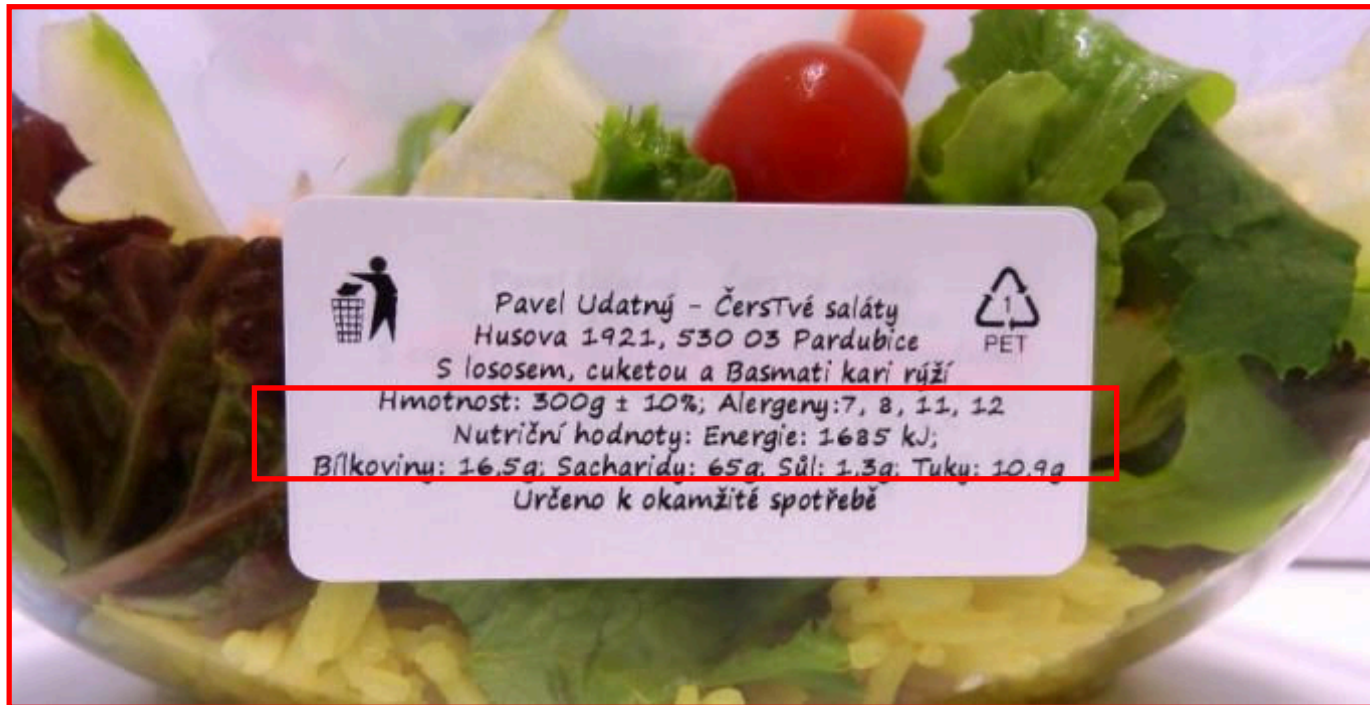 Pavel Udatný - ČersTvé saláty
Husova 1921, 530 03 Pardubice
S lososem, cuketou a Basmati kari rýží
Hmotnost: 300g ± 10%; Alergeny:7, 8, 11, 12
Nutriční hodnoty: Energie: 1685 kJ;
Bílkoviny: 16,5g; Sacharidy: 65g; Sůl: 1,3g; Tuky: 10,9g
Určeno k okamžité spotřebě
1
PET